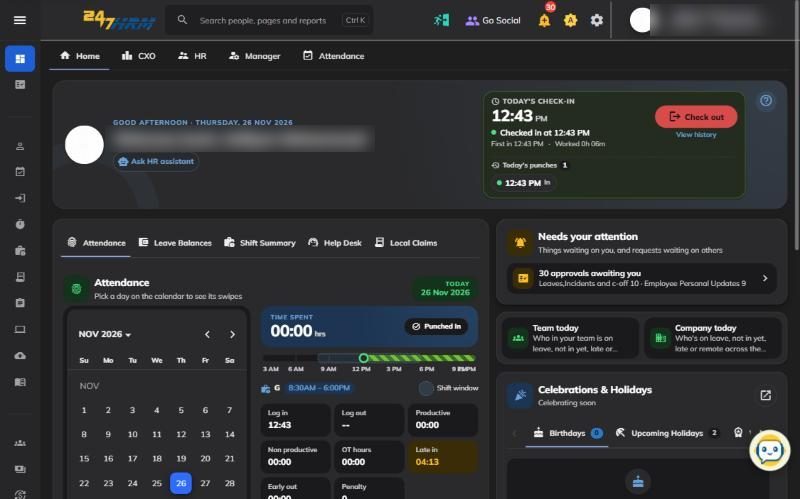 247HRM
Search people, pages and reports
Ctrl K
Go Social
30
A
Home
CXO
HR
Manager
Attendance
GOOD AFTERNOON · THURSDAY, 26 NOV 2026
Ask HR assistant
TODAY'S CHECK-IN
12:43 PM
Checked in at 12:43 PM
First in 12:43 PM · Worked 0h 06m
Check out
View history
Today's punches 1
12:43 PM in
Attendance
Leave Balances
Shift Summary
Help Desk
Local Claims
Attendance
Pick a day on the calendar to see its swipes
TODAY
26 Nov 2026
NOV 2026
Su Mo Tu We Th Fr Sa
NOV
1 2 3 4 5 6 7
8 9 10 11 12 13 14
15 16 17 18 19 20 21
22 23 24 25 26 27 28
TIME SPENT
00:00 hrs
Punched In
3 AM 6 AM 9 AM 12 PM 3 PM 6 PM
G 8:30AM – 6:00PM
Shift window
Log in
12:43
Log out
--
Productive
00:00
Non productive
00:00
OT hours
00:00
Late in
04:13
Early out
00:00
Penalty
0
Needs your attention
Things waiting on you, and requests waiting on others
30 approvals awaiting you
Leaves,Incidents and c-off 10 · Employee Personal Updates 9
Team today
Who in your team is on
leave, not in yet, late or...
Company today
Who's on leave, not in yet,
late or remote across the...
Celebrations & Holidays
Celebrating soon
Birthdays 0
Upcoming Holidays 2